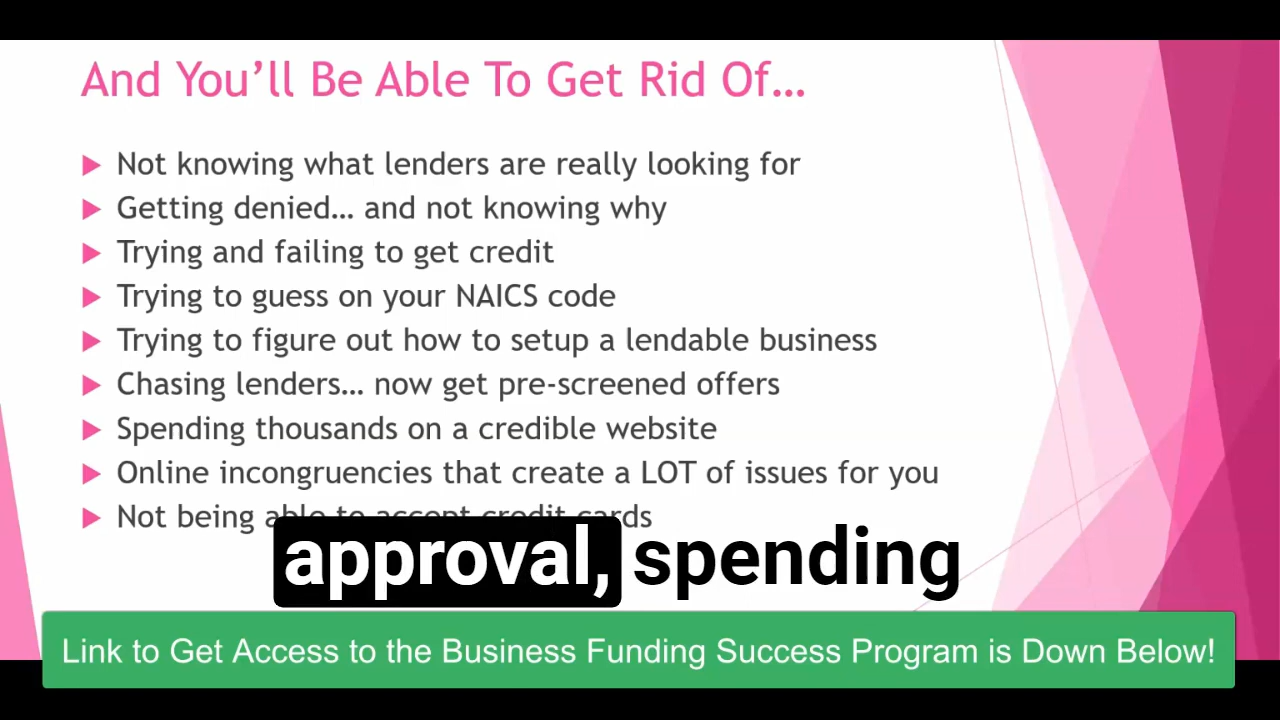 And You’ll Be Able To Get Rid Of…
Not knowing what lenders are really looking for
Getting denied… and not knowing why
Trying and failing to get credit
Trying to guess on your NAICS code
Trying to figure out how to setup a lendable business
Chasing lenders… now get pre-screened offers
Spending thousands on a credible website
Online incongruencies that create a LOT of issues for you
Not being able to accept credit cards
approval, spending
Link to Get Access to the Business Funding Success Program is Down Below!